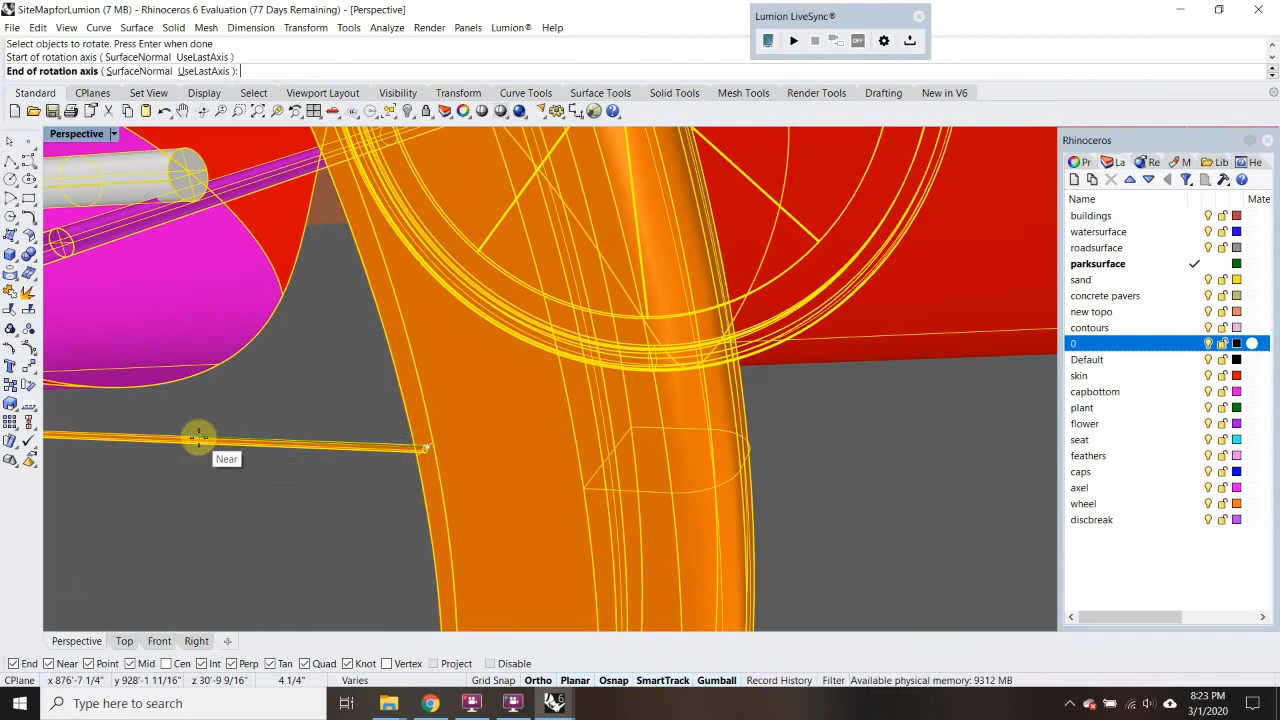 SiteMapforLumion (7 MB) - Rhinoceros 6 Evaluation (77 Days Remaining) - [Perspective]
Lumion LiveSync®
File Edit View Curve Surface Solid Mesh Dimension Transform Tools Analyze Render Panels Lumion® Help
Select objects to rotate. Press Enter when done
Start of rotation axis ( SurfaceNormal UseLastAxis )
End of rotation axis ( SurfaceNormal UseLastAxis ):
OFF
Standard CPlanes Set View Display Select Viewport Layout Visibility Transform Curve Tools Surface Tools Solid Tools Mesh Tools Render Tools Drafting New in V6
Perspective
Rhinoceros
Pr La Re M Lib He
Name Mate
buildings
watersurface
roadsurface
parksurface
sand
concrete pavers
new topo
contours
0
Default
skin
capbottom
plant
flower
seat
feathers
caps
axel
wheel
discbreak
Near
Perspective Top Front Right
End Near Point Mid Cen Int Perp Tan Quad Knot Vertex Project Disable
CPlane x 876'-7 1/4" y 928'-1 11/16" z 30'-9 9/16" 4 1/4" Varies Grid Snap Ortho Planar Osnap SmartTrack Gumball Record History Filter Available physical memory: 9312 MB
Type here to search
8:23 PM
3/1/2020